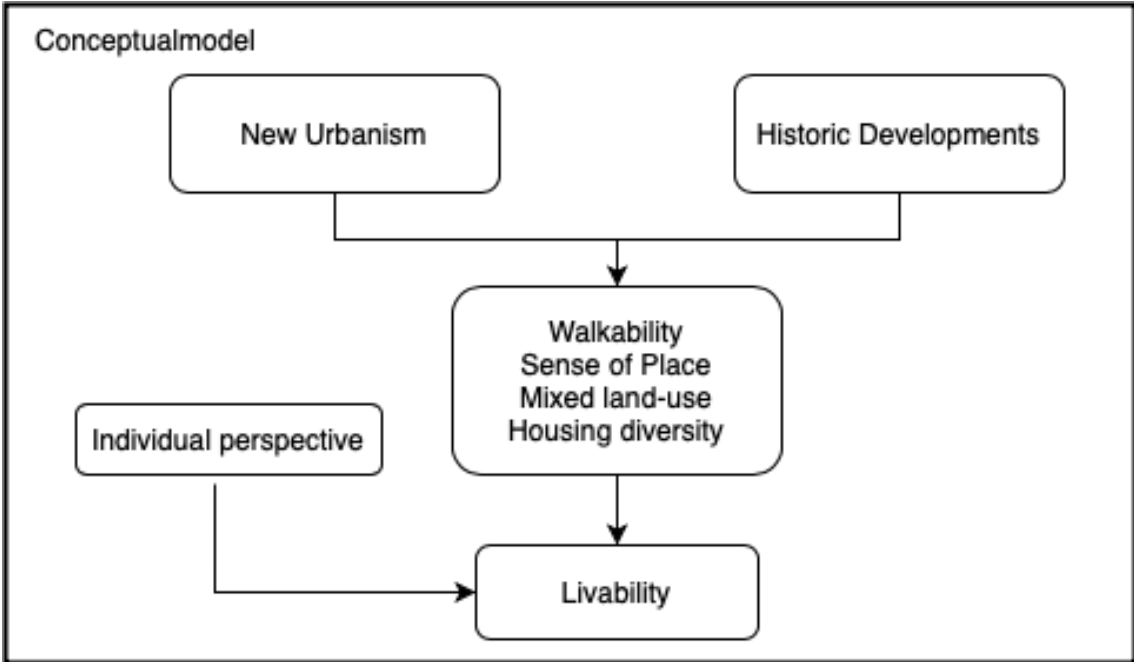 Conceptualmodel
New Urbanism
Historic Developments
Walkability
Sense of Place
Mixed land-use
Housing diversity
Individual perspective
Livability